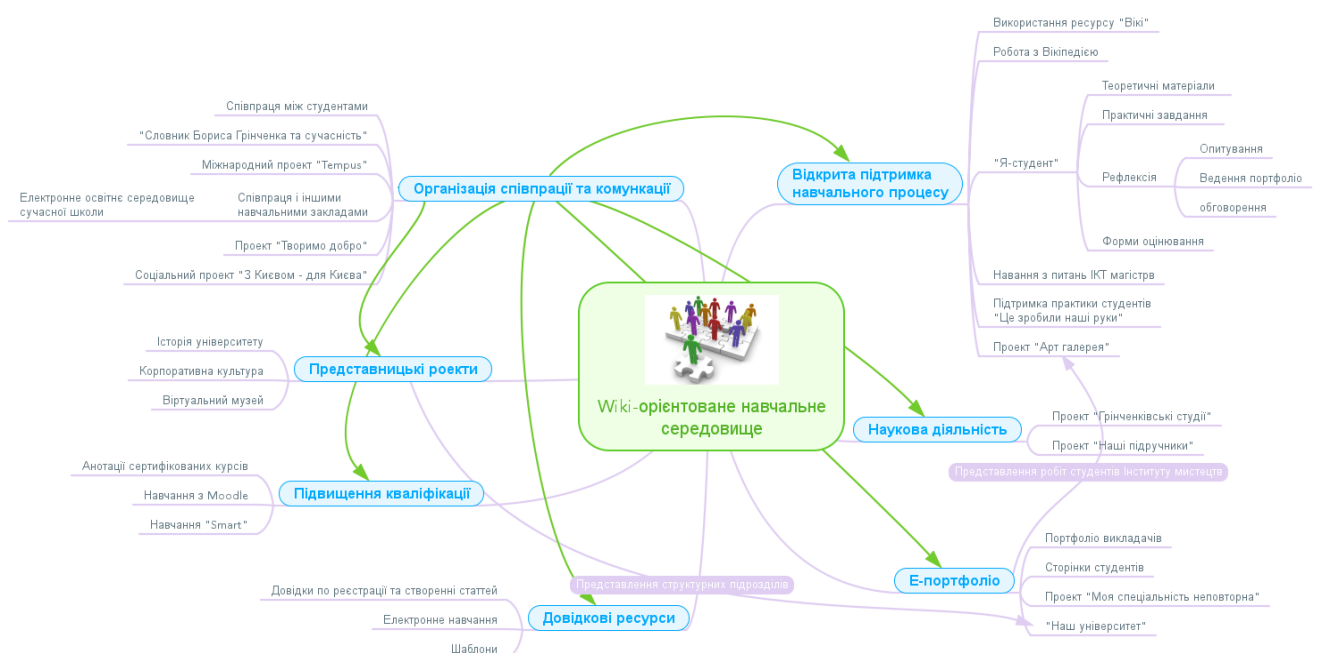 Використання ресурсу "Вікі"
Робота з Вікіпедією
Теоретичні матеріали
Практичні завдання
"Я-студент"
Рефлексія
Опитування
Ведення портфоліо
обговорення
Форми оцінювання
Навання з питань ІКТ магістрв
Підтримка практики студентів
"Це зробили наші руки"
Проект "Арт галерея"
Відкрита підтримка
навчального процесу
Організація співпраці та комункації
Співпраця між студентами
"Словник Бориса Грінченка та сучасність"
Міжнародний проект "Tempus"
Співпраця і іншими
навчальними закладами
Електронне освітнє середовище
сучасної школи
Проект "Творимо добро"
Соціальний проект "З Києвом - для Києва"
Wiki-орієнтоване навчальне
середовище
Представницькі роекти
Історія університету
Корпоративна культура
Віртуальний музей
Наукова діяльність
Проект "Грінченківські студії"
Проект "Наші підручники"
Представлення робіт студентів Інституту мистецтв
Підвищення кваліфікації
Анотації сертифікованих курсів
Навчання з Moodle
Навчання "Smart"
Е-портфоліо
Портфоліо викладачів
Сторінки студентів
Проект "Моя спеціальність неповторна"
"Наш університет"
Представлення структурних підрозділів
Довідкові ресурси
Довідки по реєстрації та створенні статтей
Електронне навчання
Шаблони